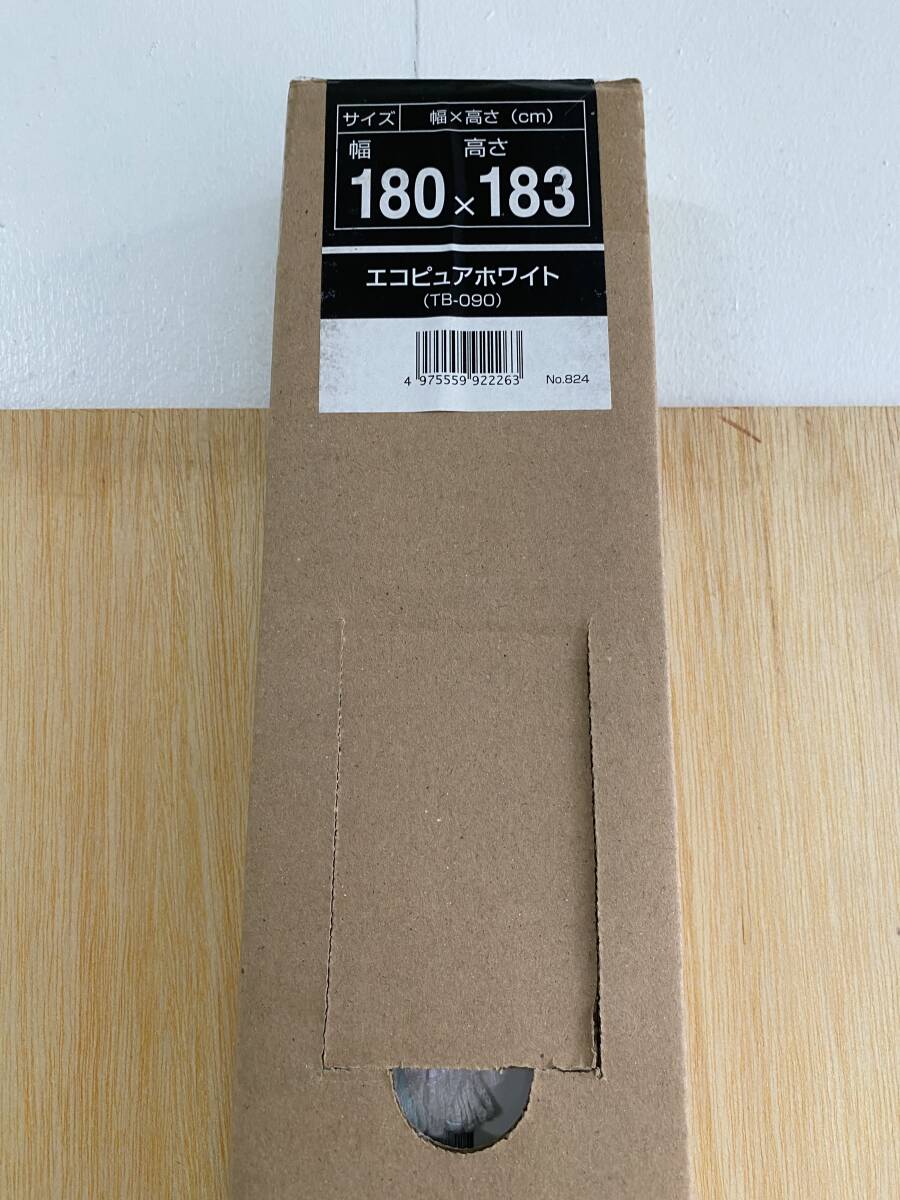 サイズ 幅×高さ（cm）
幅 高さ
180×183
エコピュアホワイト
（TB-090）
4 975559 922263 No.824